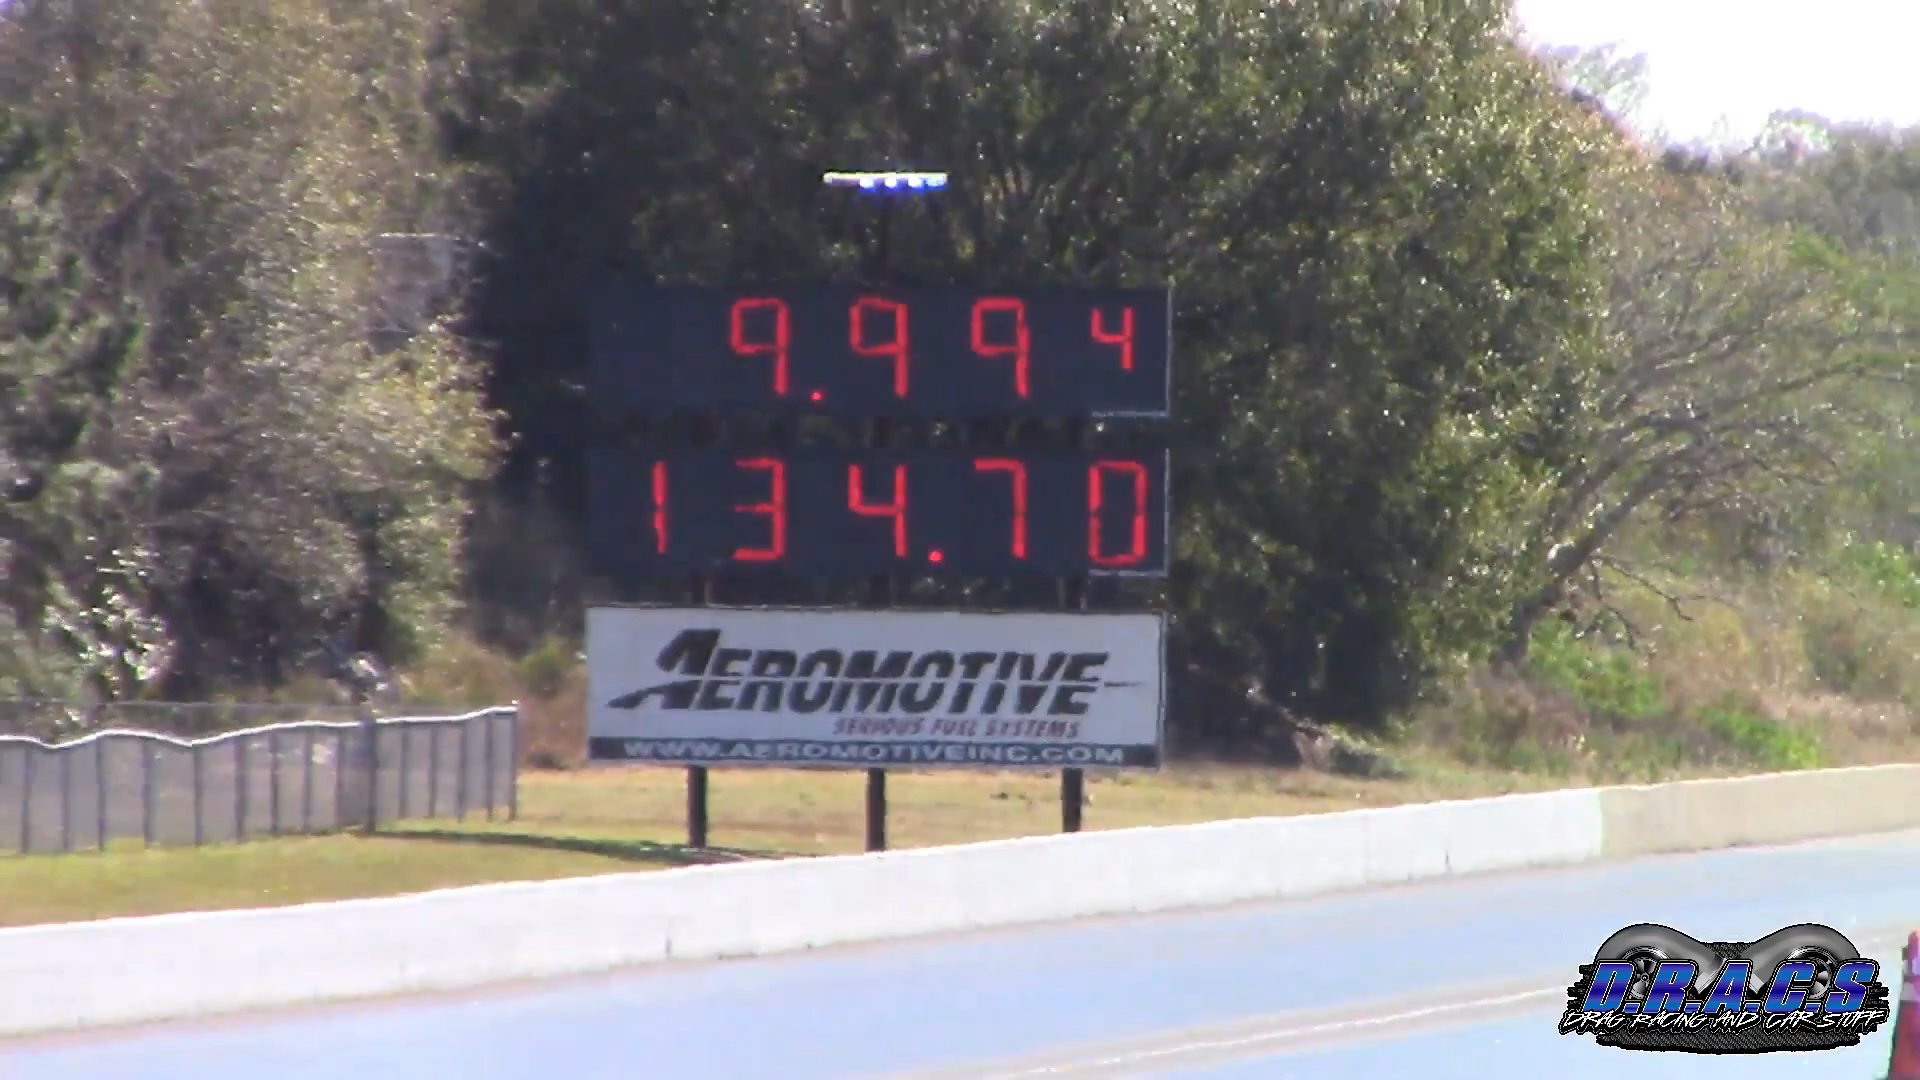 9.994
134.70
AEROMOTIVE
SERIOUS FUEL SYSTEMS
WWW.AEROMOTIVEINC.COM
D.R.A.C.S
DRAG RACING AND CAR STUFF